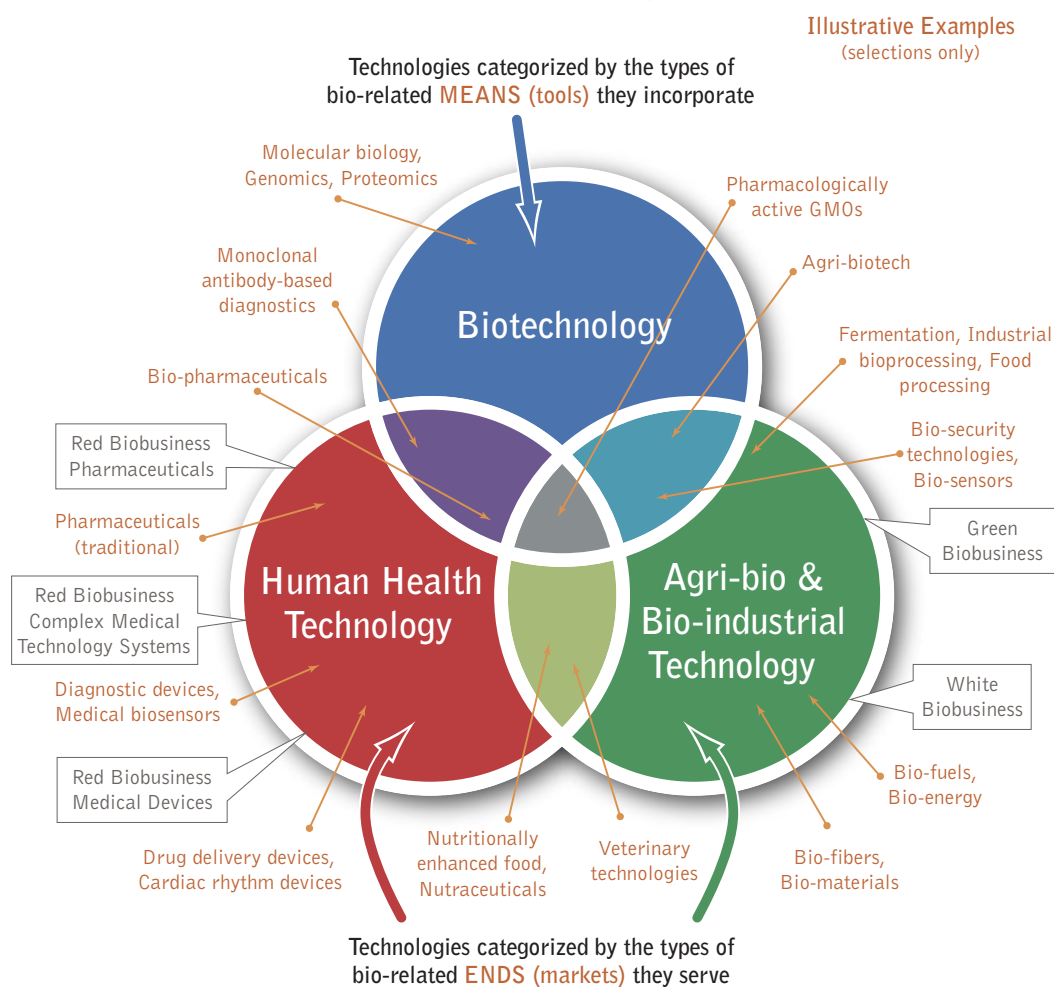 Illustrative Examples
(selections only)
Technologies categorized by the types of
bio-related MEANS (tools) they incorporate
Molecular biology,
Genomics, Proteomics
Pharmacologically
active GMOs
Monoclonal
antibody-based
diagnostics
Agri-biotech
Biotechnology
Fermentation, Industrial
bioprocessing, Food
processing
Bio-pharmaceuticals
Red Biobusiness
Pharmaceuticals
Bio-security
technologies,
Bio-sensors
Pharmaceuticals
(traditional)
Green
Biobusiness
Human Health
Technology
Agri-bio &
Bio-industrial
Technology
Red Biobusiness
Complex Medical
Technology Systems
Diagnostic devices,
Medical biosensors
White
Biobusiness
Red Biobusiness
Medical Devices
Bio-fuels,
Bio-energy
Drug delivery devices,
Cardiac rhythm devices
Nutritionally
enhanced food,
Nutraceuticals
Veterinary
technologies
Bio-fibers,
Bio-materials
Technologies categorized by the types of
bio-related ENDS (markets) they serve